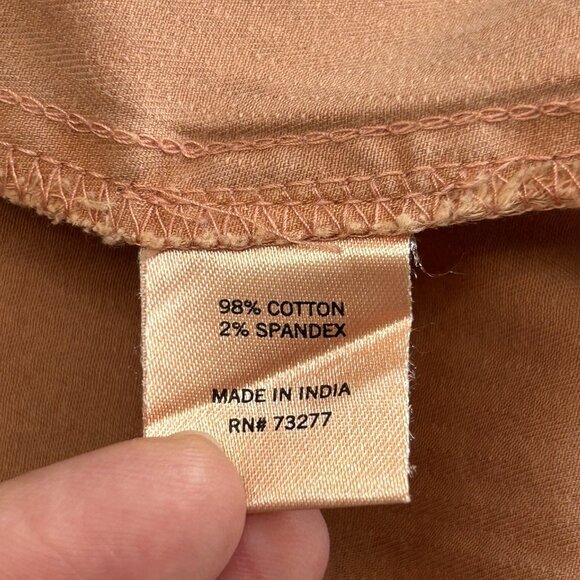 98% COTTON
2% SPANDEX
MADE IN INDIA
RN# 73277